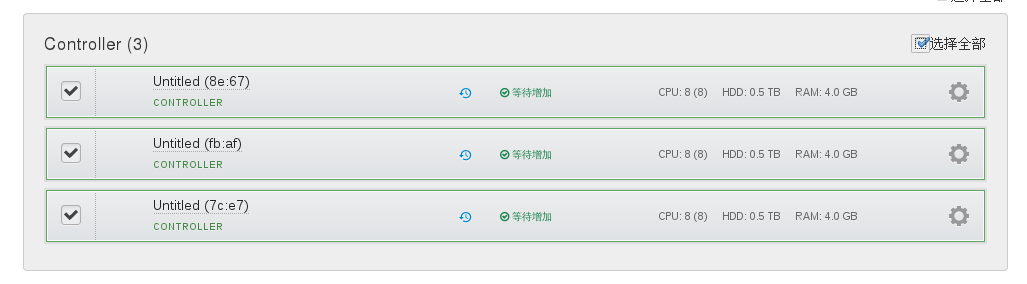 Controller (3) 选择全部
Untitled (8e:67)
CONTROLLER
等待增加 CPU: 8 (8) HDD: 0.5 TB RAM: 4.0 GB
Untitled (fb:af)
CONTROLLER
等待增加 CPU: 8 (8) HDD: 0.5 TB RAM: 4.0 GB
Untitled (7c:e7)
CONTROLLER
等待增加 CPU: 8 (8) HDD: 0.5 TB RAM: 4.0 GB